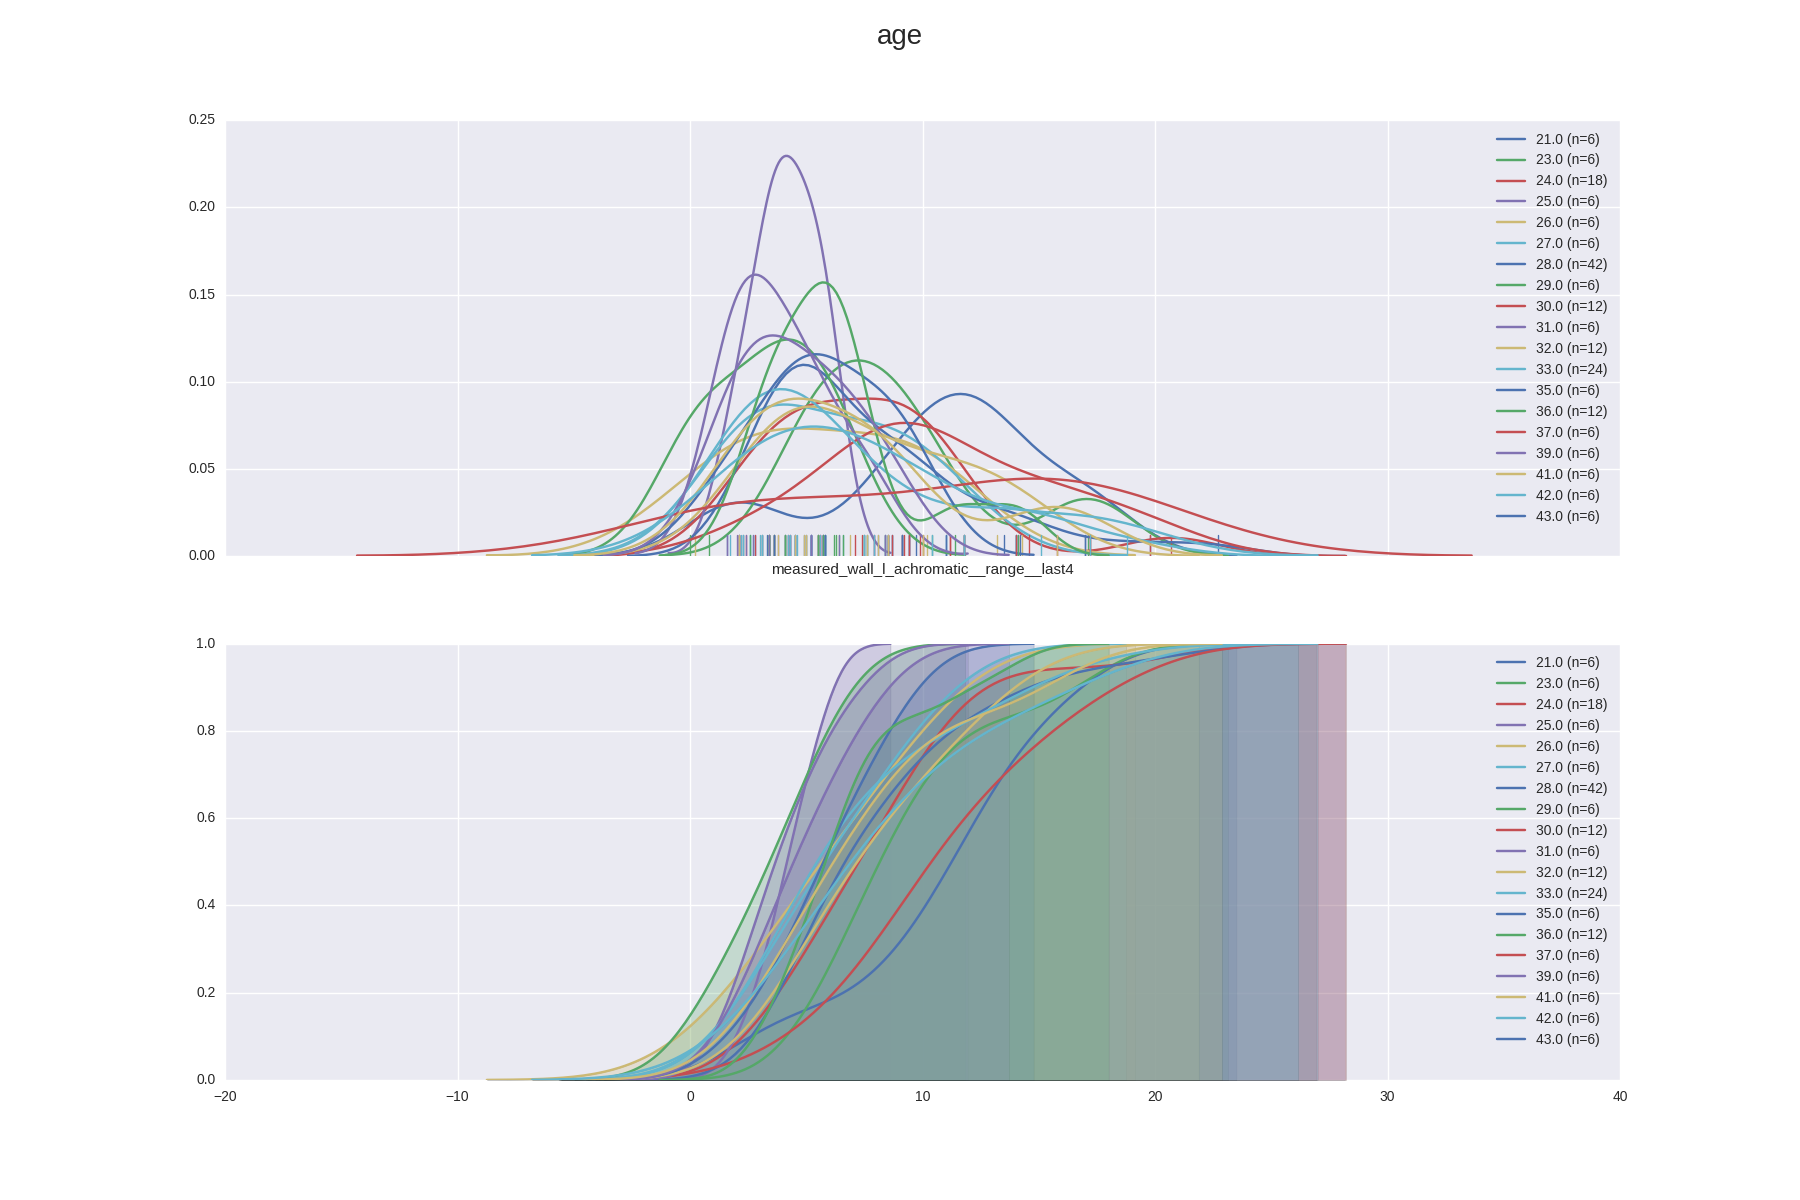 age
0.25
0.20
0.15
0.10
0.05
0.00
21.0 (n=6)
23.0 (n=6)
24.0 (n=18)
25.0 (n=6)
26.0 (n=6)
27.0 (n=6)
28.0 (n=42)
29.0 (n=6)
30.0 (n=12)
31.0 (n=6)
32.0 (n=12)
33.0 (n=24)
35.0 (n=6)
36.0 (n=12)
37.0 (n=6)
39.0 (n=6)
41.0 (n=6)
42.0 (n=6)
43.0 (n=6)
measured_wall_l_achromatic__range__last4
1.0
0.8
0.6
0.4
0.2
0.0
21.0 (n=6)
23.0 (n=6)
24.0 (n=18)
25.0 (n=6)
26.0 (n=6)
27.0 (n=6)
28.0 (n=42)
29.0 (n=6)
30.0 (n=12)
31.0 (n=6)
32.0 (n=12)
33.0 (n=24)
35.0 (n=6)
36.0 (n=12)
37.0 (n=6)
39.0 (n=6)
41.0 (n=6)
42.0 (n=6)
43.0 (n=6)
−20 −10 0 10 20 30 40